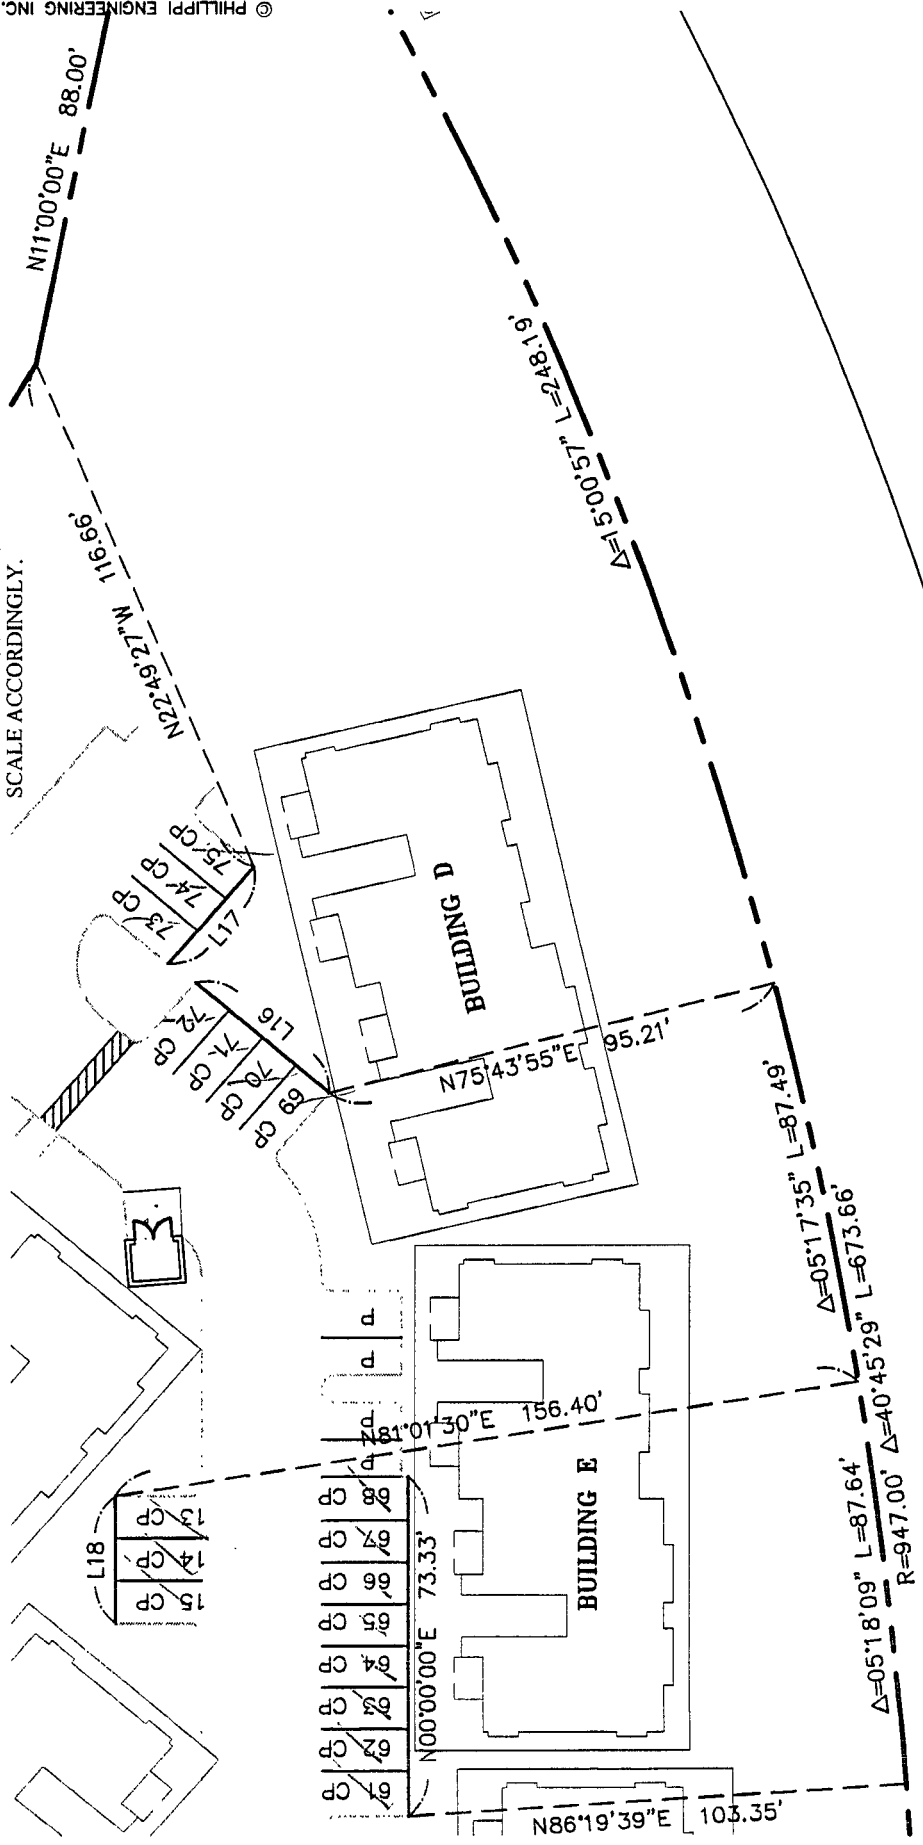 © PHILLIPPI ENGINEERING INC.
N11°00'00"E 88.00'
SCALE ACCORDINGLY.
N22°49'27"W 116.66'
Δ=15°00'57" L=248.19'
75 CP
74 CP
73 CP
L17
72 CP
71 CP
70 CP
69 CP
L16
BUILDING D
N75°43'55"E 95.21'
Δ=05°17'35" L=87.49'
Δ=40°45'29" L=673.66'
R=947.00'
P
P
P
P
N81°01'30"E 156.40'
L18
13 CP
14 CP
15 CP
68 CP
67 CP
66 CP
65 CP
64 CP
63 CP
62 CP
61 CP
N00°00'00"E 73.33'
BUILDING E
Δ=05°18'09" L=87.64'
N86°19'39"E 103.35'